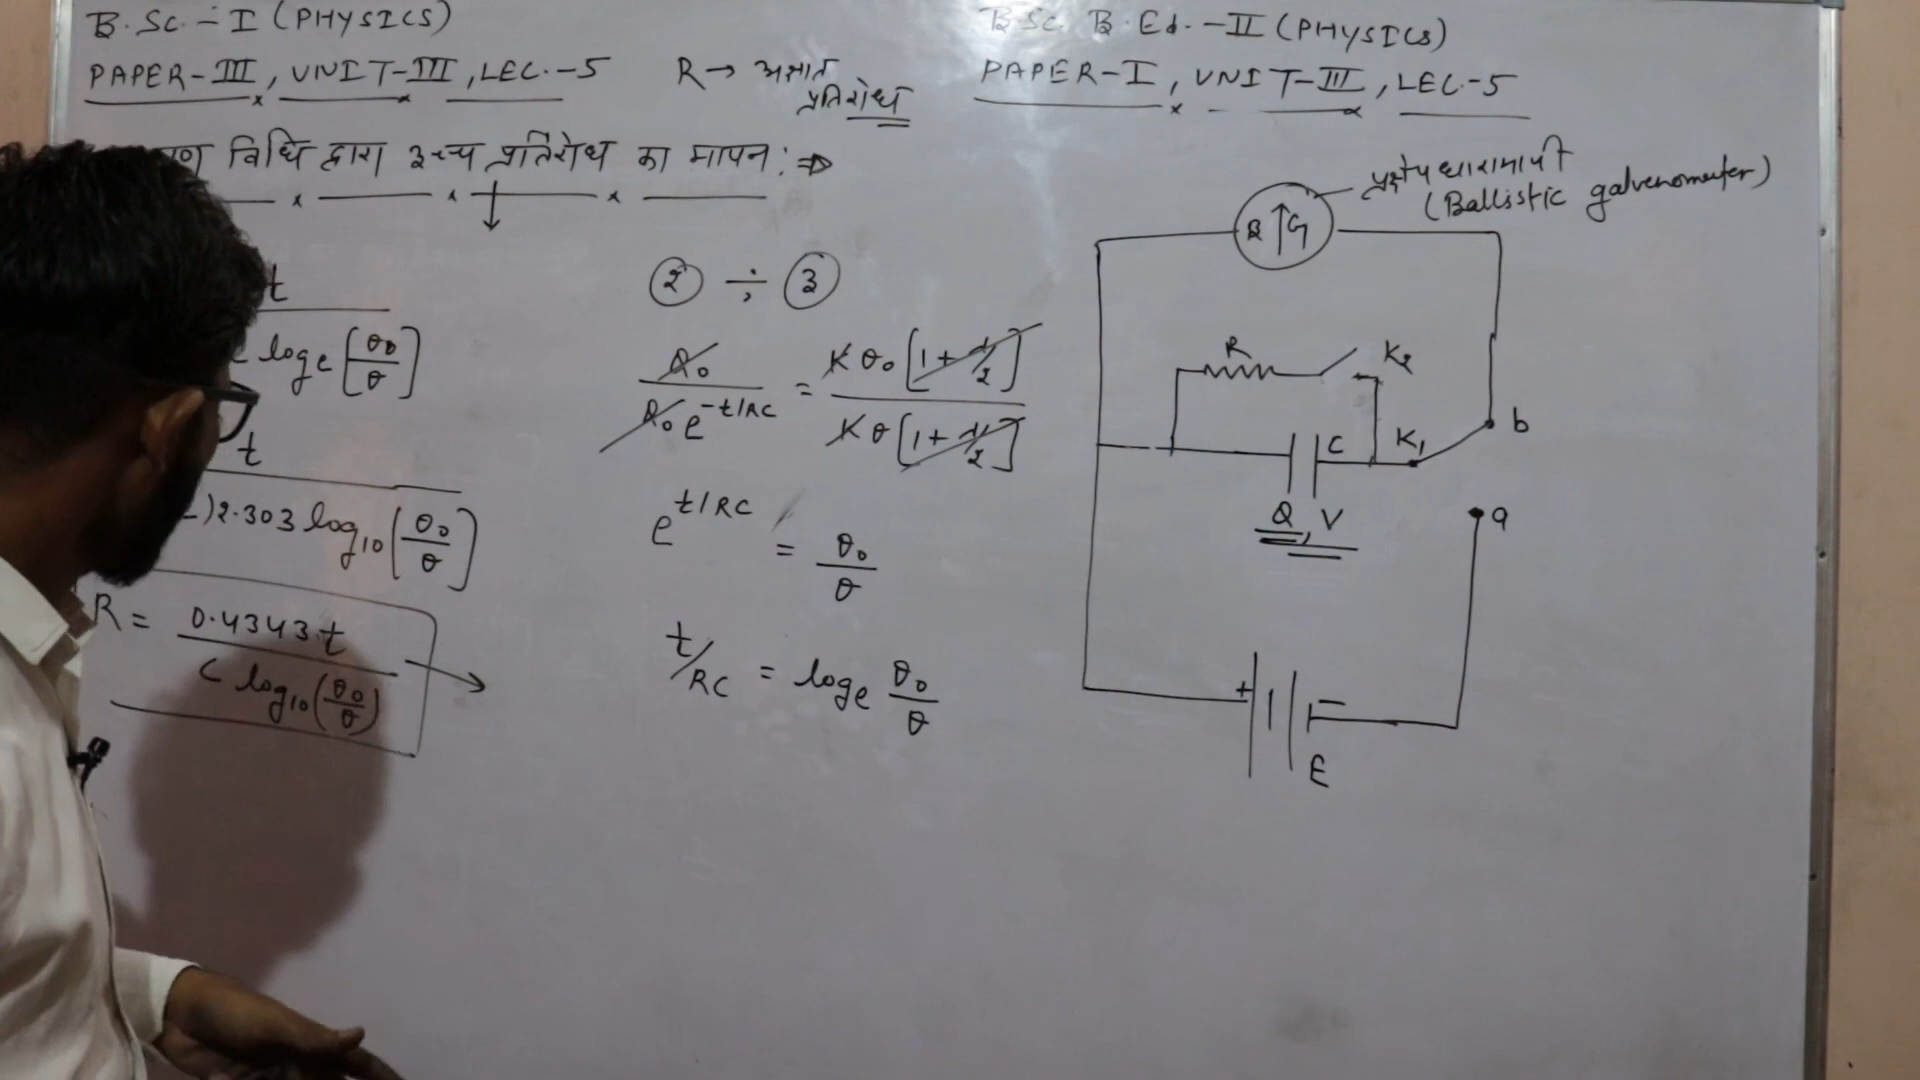 B.Sc.-I (PHYSICS)
PAPER-III, UNIT-III, LEC.-5
R→ अज्ञात
प्रतिरोध
B.Sc. B.Ed.-II (PHYSICS)
PAPER-I, UNIT-III, LEC.-5
विधि द्वारा उच्च प्रतिरोध का मापन :⇒
t
loge [θ0/θ]
t
)2.303 log10 (θ0/θ]
R = 0.4343t / C log10(θ0/θ)
② ÷ ③
Q0 / Q0 e^-t/RC = Kθ0 [1+λ/2] / Kθ [1+λ/2]
e^t/RC = θ0/θ
t/RC = loge θ0/θ
प्रक्षेप धारामापी
(Ballistic galvenometer)
B↑G
R
K2
C
K1
b
Q, V
a
+ −
E